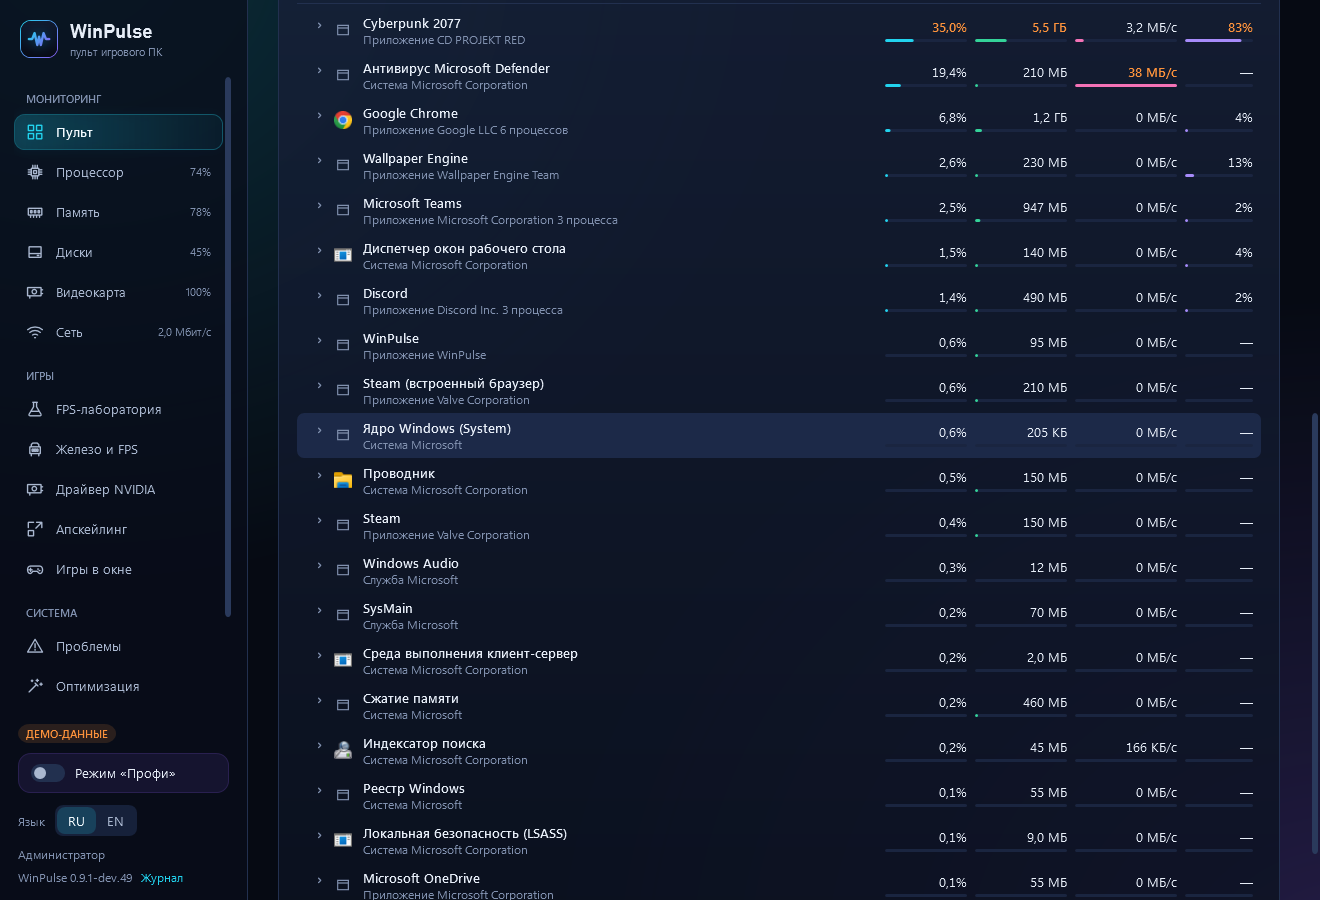 WinPulse
пульт игрового ПК
МОНИТОРИНГ
Пульт
Процессор 74%
Память 78%
Диски 45%
Видеокарта 100%
Сеть 2,0 Мбит/с
ИГРЫ
FPS-лаборатория
Железо и FPS
Драйвер NVIDIA
Апскейлинг
Игры в окне
СИСТЕМА
Проблемы
Оптимизация
ДЕМО-ДАННЫЕ
Режим «Профи»
Язык RU EN
Администратор
WinPulse 0.9.1-dev.49 Журнал
Cyberpunk 2077 35,0% 5,5 ГБ 3,2 МБ/с 83%
Приложение CD PROJEKT RED
Антивирус Microsoft Defender 19,4% 210 МБ 38 МБ/с —
Система Microsoft Corporation
Google Chrome 6,8% 1,2 ГБ 0 МБ/с 4%
Приложение Google LLC 6 процессов
Wallpaper Engine 2,6% 230 МБ 0 МБ/с 13%
Приложение Wallpaper Engine Team
Microsoft Teams 2,5% 947 МБ 0 МБ/с 2%
Приложение Microsoft Corporation 3 процесса
Диспетчер окон рабочего стола 1,5% 140 МБ 0 МБ/с 4%
Система Microsoft Corporation
Discord 1,4% 490 МБ 0 МБ/с 2%
Приложение Discord Inc. 3 процесса
WinPulse 0,6% 95 МБ 0 МБ/с —
Приложение WinPulse
Steam (встроенный браузер) 0,6% 210 МБ 0 МБ/с —
Приложение Valve Corporation
Ядро Windows (System) 0,6% 205 КБ 0 МБ/с —
Система Microsoft
Проводник 0,5% 150 МБ 0 МБ/с —
Система Microsoft Corporation
Steam 0,4% 150 МБ 0 МБ/с —
Приложение Valve Corporation
Windows Audio 0,3% 12 МБ 0 МБ/с —
Служба Microsoft
SysMain 0,2% 70 МБ 0 МБ/с —
Служба Microsoft
Среда выполнения клиент-сервер 0,2% 2,0 МБ 0 МБ/с —
Система Microsoft Corporation
Сжатие памяти 0,2% 460 МБ 0 МБ/с —
Система Microsoft
Индексатор поиска 0,2% 45 МБ 166 КБ/с —
Система Microsoft Corporation
Реестр Windows 0,1% 55 МБ 0 МБ/с —
Система Microsoft
Локальная безопасность (LSASS) 0,1% 9,0 МБ 0 МБ/с —
Система Microsoft Corporation
Microsoft OneDrive 0,1% 55 МБ 0 МБ/с —
Приложение Microsoft Corporation